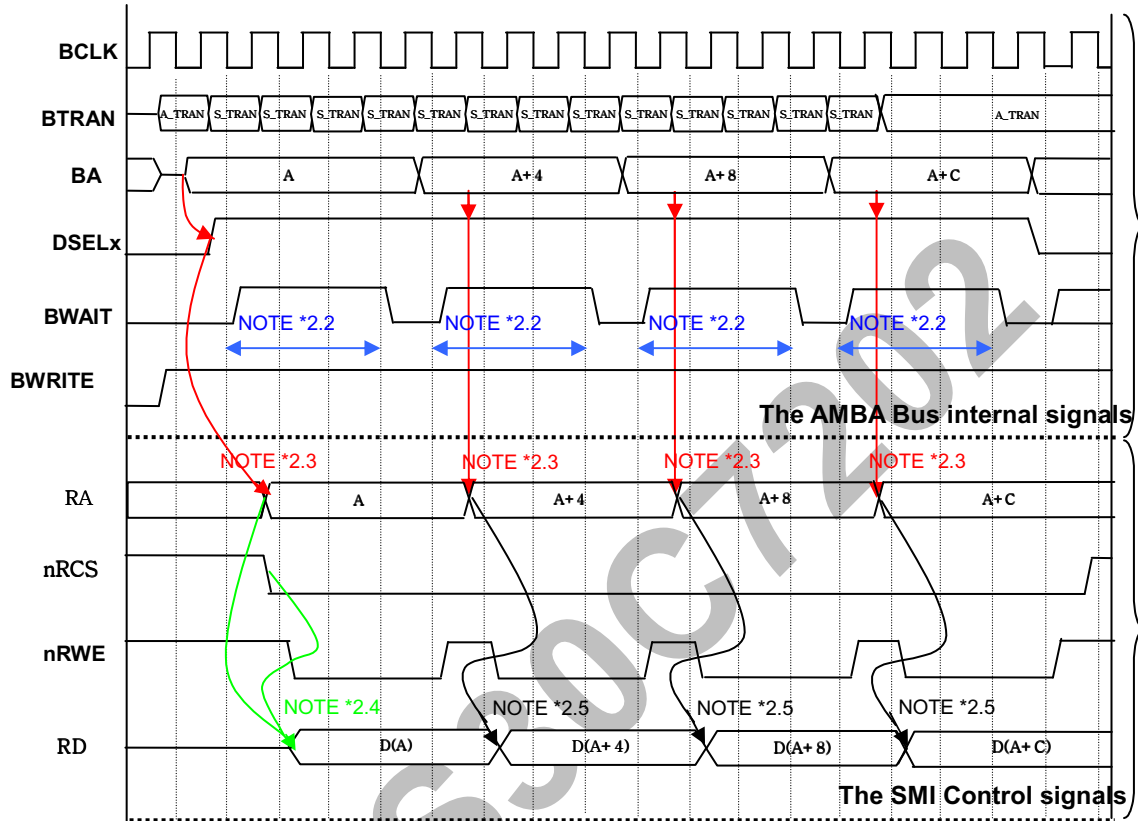 BCLK
BTRAN A_TRAN S_TRAN S_TRAN S_TRAN S_TRAN S_TRAN S_TRAN S_TRAN S_TRAN S_TRAN S_TRAN S_TRAN S_TRAN A_TRAN
BA A A+4 A+8 A+C
DSELx
BWAIT
NOTE *2.2 NOTE *2.2 NOTE *2.2 NOTE *2.2
BWRITE
The AMBA Bus internal signals
NOTE *2.3 NOTE *2.3 NOTE *2.3 NOTE *2.3
RA A A+4 A+8 A+C
nRCS
nRWE
NOTE *2.4 NOTE *2.5 NOTE *2.5 NOTE *2.5
RD D(A) D(A+4) D(A+8) D(A+C)
The SMI Control signals
S30C7202